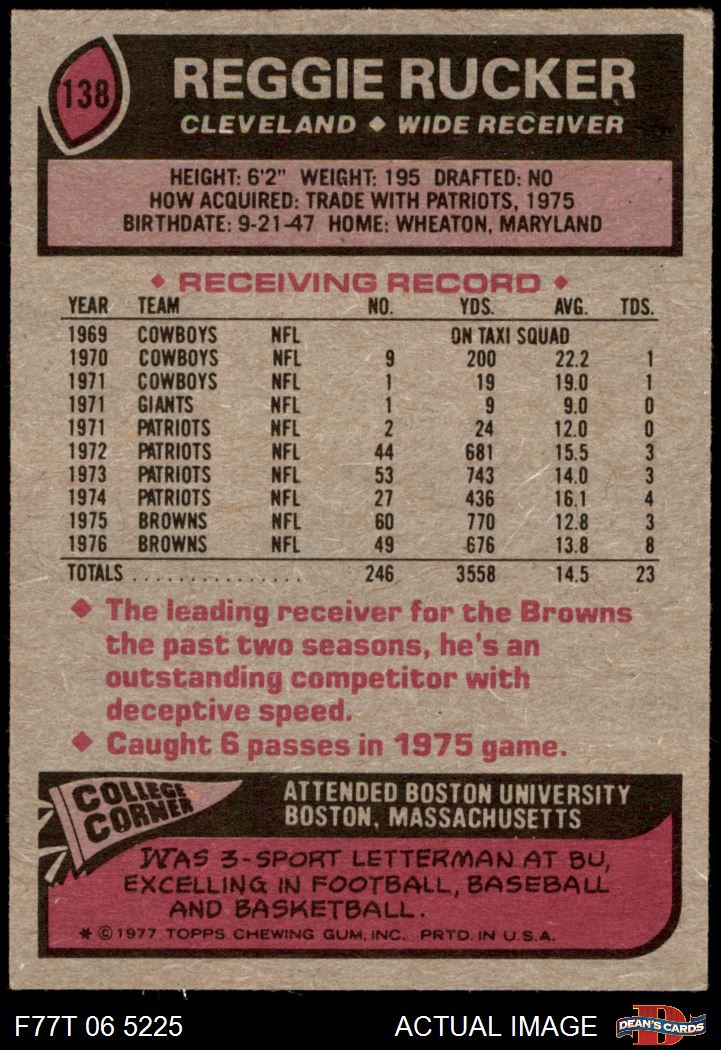 138
REGGIE RUCKER
CLEVELAND ◆ WIDE RECEIVER
HEIGHT: 6'2" WEIGHT: 195 DRAFTED: NO
HOW ACQUIRED: TRADE WITH PATRIOTS, 1975
BIRTHDATE: 9-21-47 HOME: WHEATON, MARYLAND
◆ RECEIVING RECORD ◆
YEAR TEAM NO. YDS. AVG. TDS.
1969 COWBOYS NFL ON TAXI SQUAD
1970 COWBOYS NFL 9 200 22.2 1
1971 COWBOYS NFL 1 19 19.0 1
1971 GIANTS NFL 1 9 9.0 0
1971 PATRIOTS NFL 2 24 12.0 0
1972 PATRIOTS NFL 44 681 15.5 3
1973 PATRIOTS NFL 53 743 14.0 3
1974 PATRIOTS NFL 27 436 16.1 4
1975 BROWNS NFL 60 770 12.8 3
1976 BROWNS NFL 49 676 13.8 8
TOTALS ................ 246 3558 14.5 23
◆ The leading receiver for the Browns
the past two seasons, he's an
outstanding competitor with
deceptive speed.
◆ Caught 6 passes in 1975 game.
COLLEGE
CORNER
ATTENDED BOSTON UNIVERSITY
BOSTON, MASSACHUSETTS
WAS 3-SPORT LETTERMAN AT BU,
EXCELLING IN FOOTBALL, BASEBALL
AND BASKETBALL.
* © 1977 TOPPS CHEWING GUM, INC. PRTD. IN U.S.A.
F77T 06 5225 ACTUAL IMAGE
D
DEAN'S CARDS